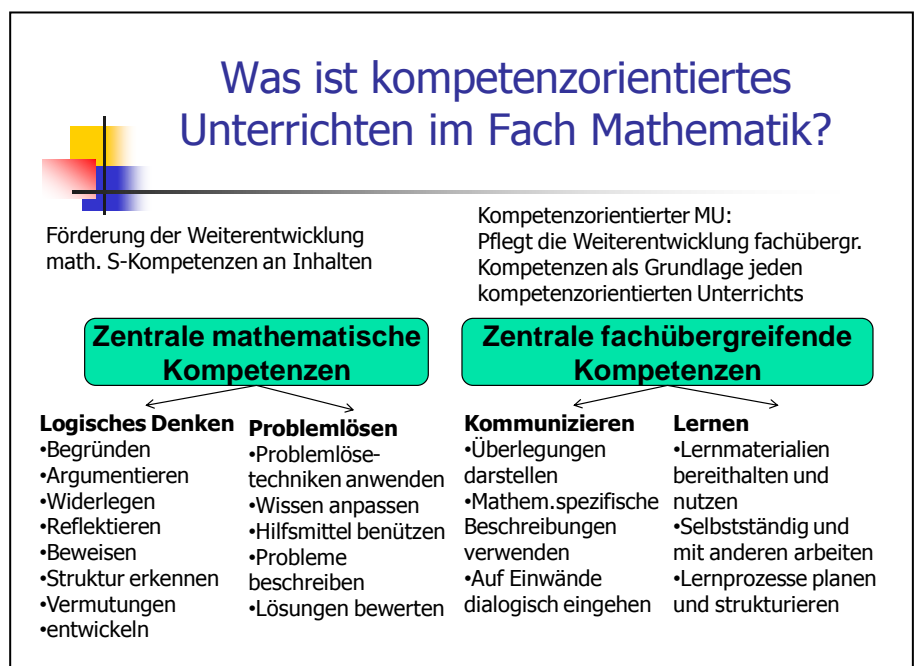 Was ist kompetenzorientiertes
Unterrichten im Fach Mathematik?
Förderung der Weiterentwicklung
math. S-Kompetenzen an Inhalten
Kompetenzorientierter MU:
Pflegt die Weiterentwicklung fachübergr.
Kompetenzen als Grundlage jeden
kompetenzorientierten Unterrichts
Zentrale mathematische
Kompetenzen
Zentrale fachübergreifende
Kompetenzen
Logisches Denken
•Begründen
•Argumentieren
•Widerlegen
•Reflektieren
•Beweisen
•Struktur erkennen
•Vermutungen
•entwickeln
Problemlösen
•Problemlöse-
techniken anwenden
•Wissen anpassen
•Hilfsmittel benützen
•Probleme
beschreiben
•Lösungen bewerten
Kommunizieren
•Überlegungen
darstellen
•Mathem.spezifische
Beschreibungen
verwenden
•Auf Einwände
dialogisch eingehen
Lernen
•Lernmaterialien
bereithalten und
nutzen
•Selbstständig und
mit anderen arbeiten
•Lernprozesse planen
und strukturieren